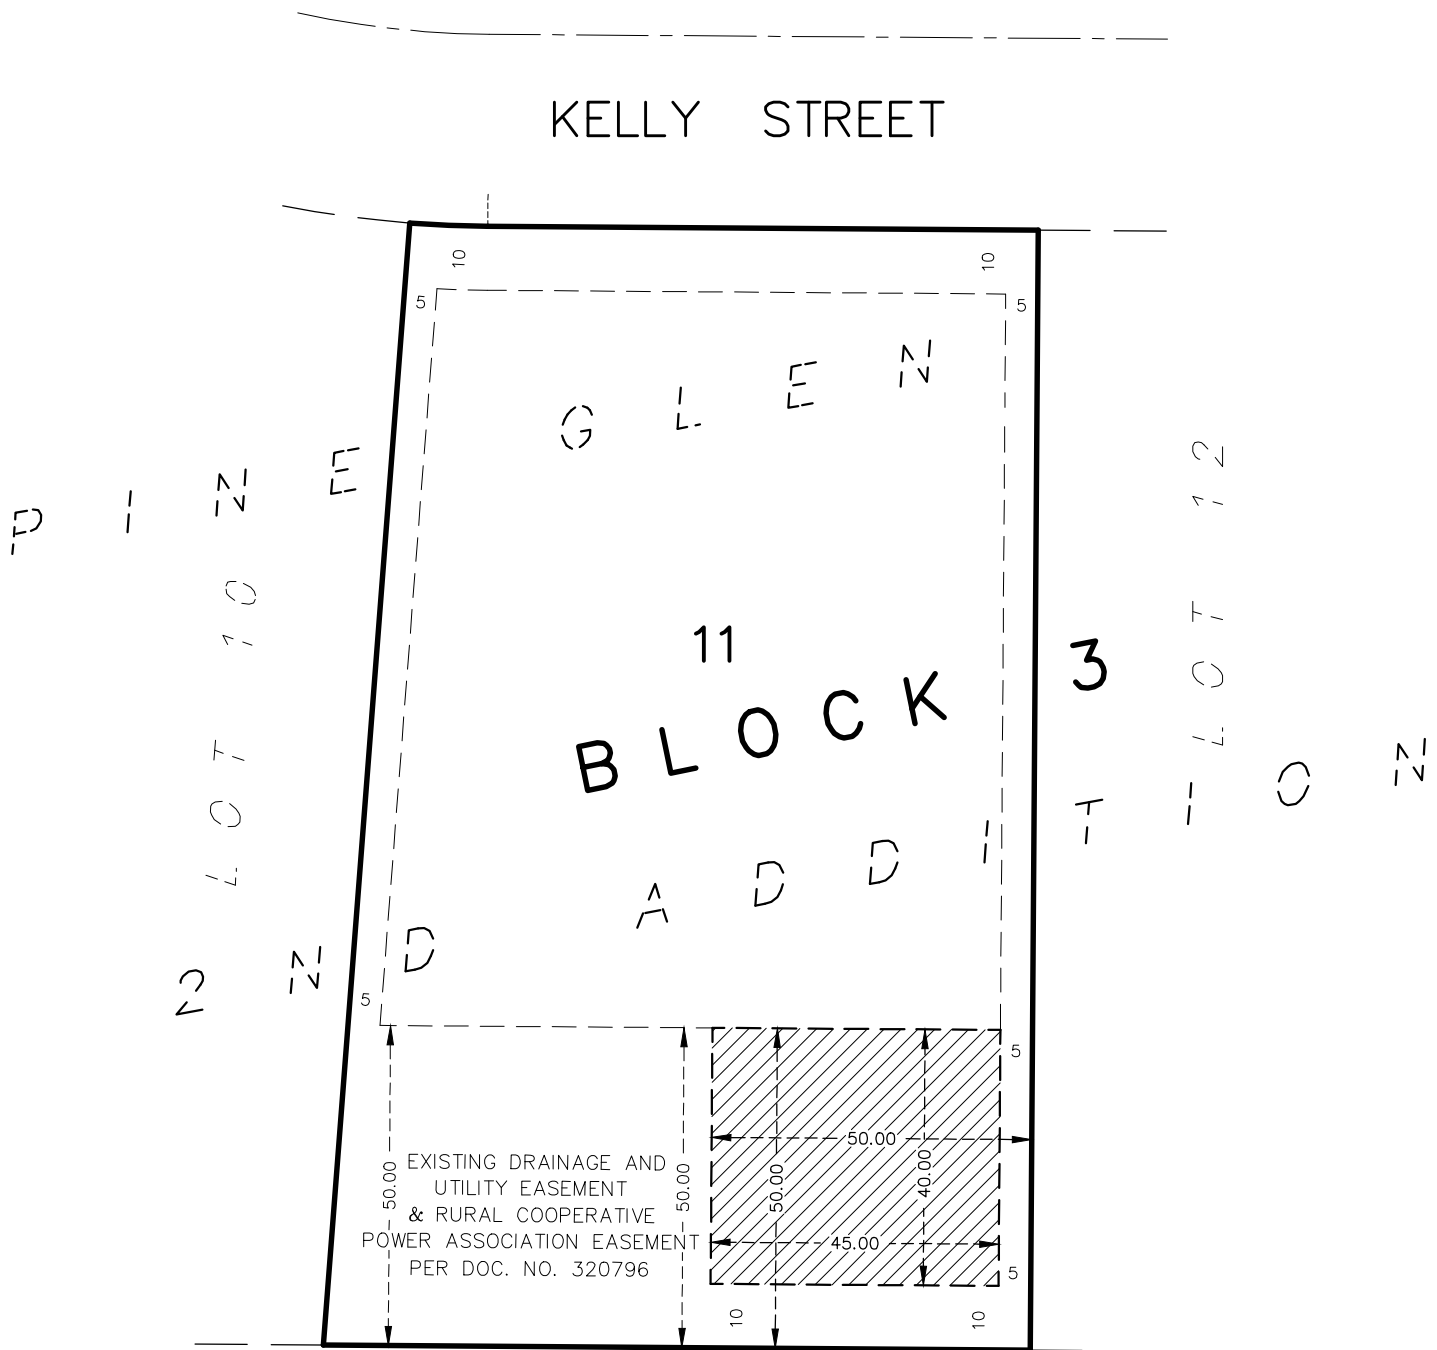 KELLY STREET
10
10
5
5
PINE GLEN
LOT 10
11
BLOCK 3
LOT 12
2ND ADDITION
5
5
50.00
50.00
50.00
50.00
40.00
45.00
EXISTING DRAINAGE AND
UTILITY EASEMENT
& RURAL COOPERATIVE
POWER ASSOCIATION EASEMENT
PER DOC. NO. 320796
5
10
10